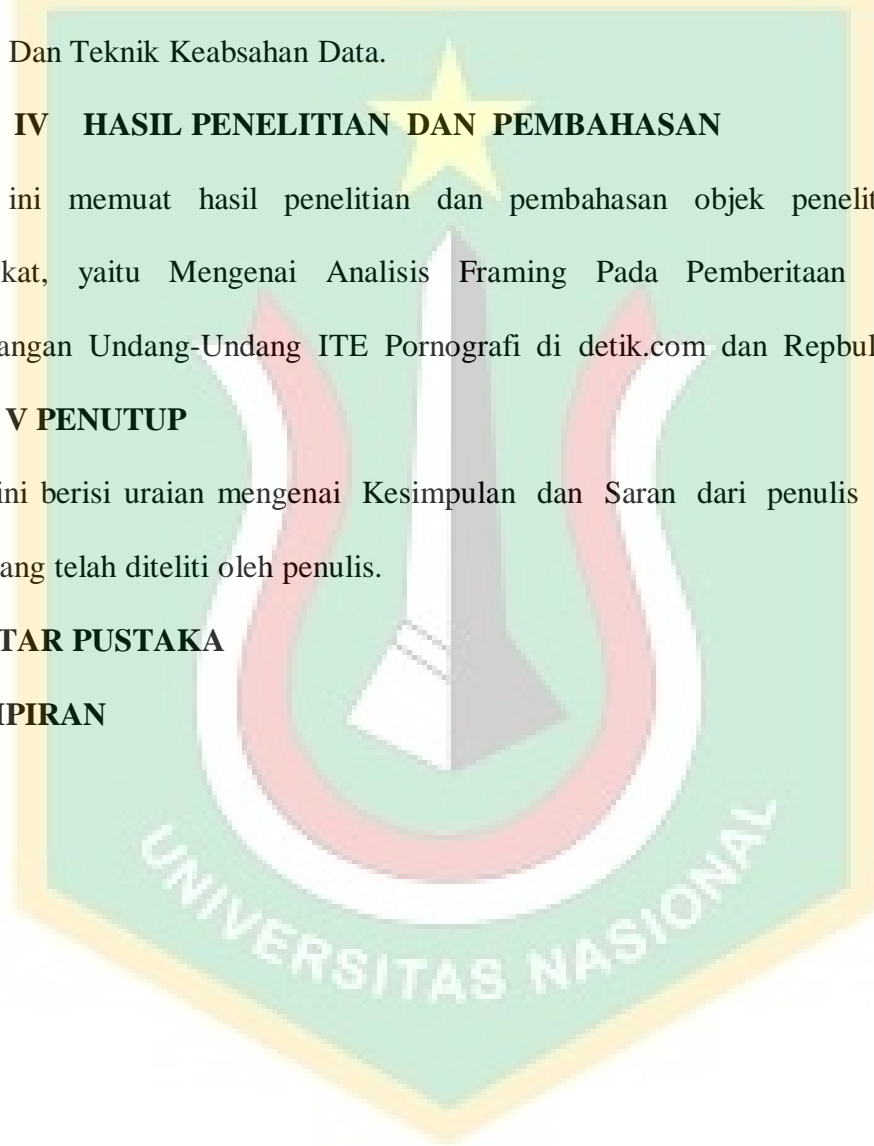 Dan Teknik Keabsahan Data.
IV HASIL PENELITIAN DAN PEMBAHASAN
ini memuat hasil penelitian dan pembahasan objek penelit
kat, yaitu Mengenai Analisis Framing Pada Pemberitaan
angan Undang-Undang ITE Pornografi di detik.com dan Repbul
V PENUTUP
ini berisi uraian mengenai Kesimpulan dan Saran dari penulis
ang telah diteliti oleh penulis.
TAR PUSTAKA
IPIRAN
UNIVERSITAS NASIONAL